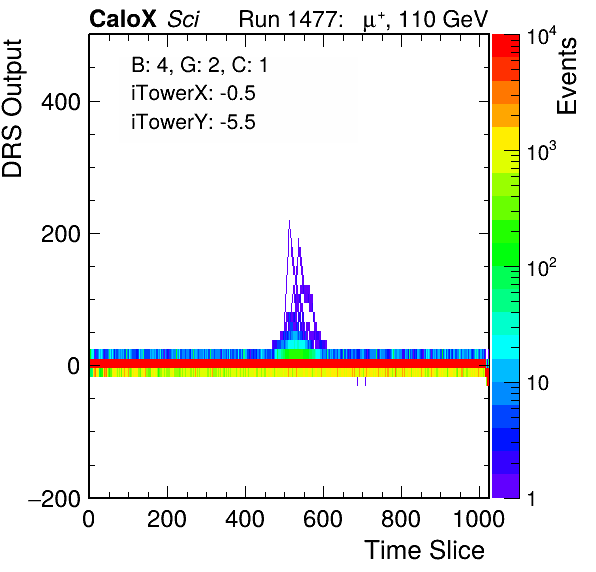 CaloX Sci Run 1477: μ⁺, 110 GeV
B: 4, G: 2, C: 1
iTowerX: -0.5
iTowerY: -5.5
DRS Output
400
200
0
−200
0 200 400 600 800 1000
Time Slice
Events
10⁴
10³
10²
10
1